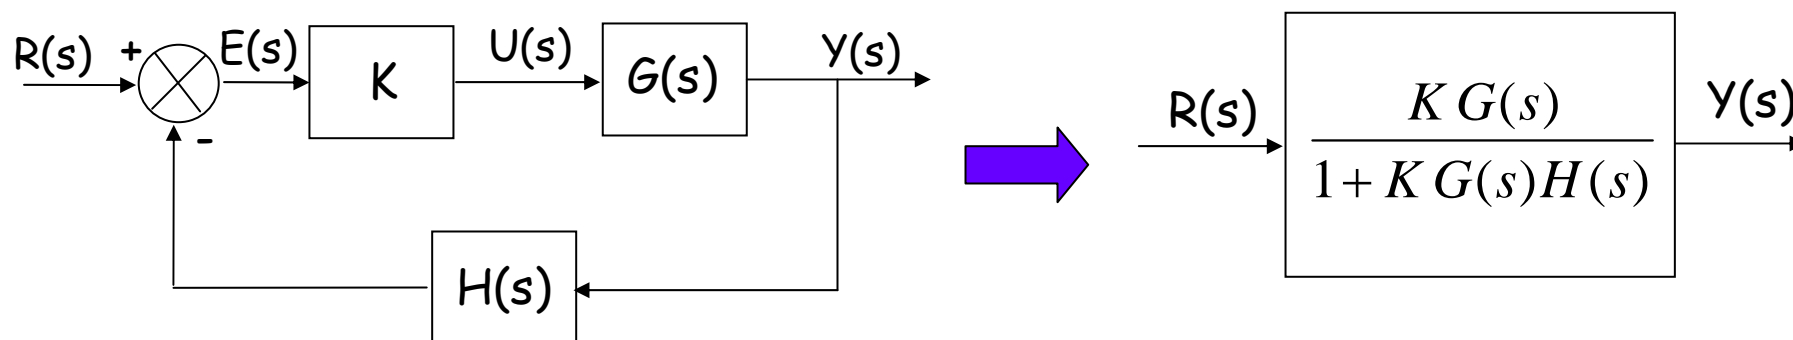 R(s) + E(s) K U(s) G(s) Y(s)
-
H(s)
R(s) K G(s) Y(s)
1+ K G(s)H(s)